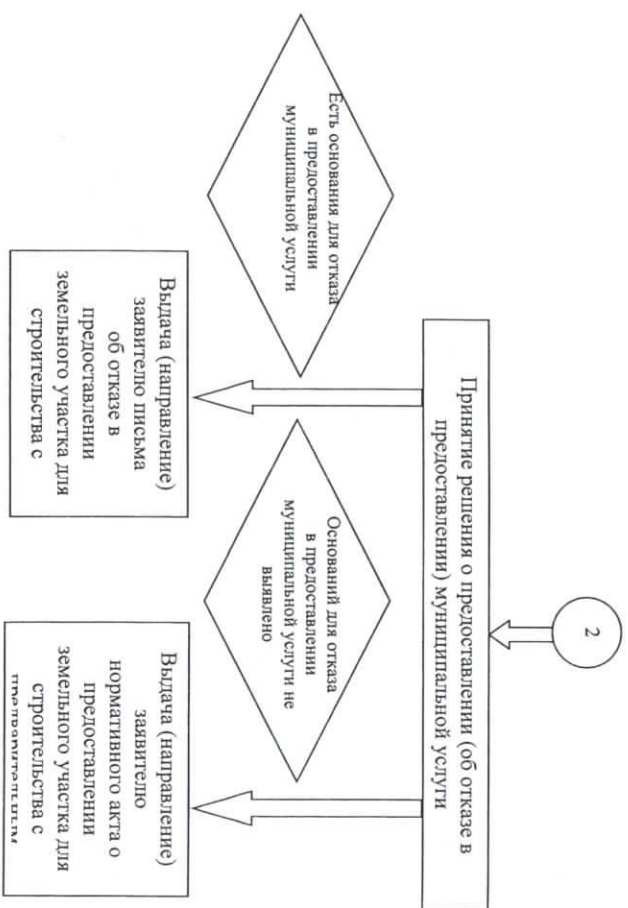 2
Принятие решения о предоставлении (об отказе в
предоставлении) муниципальной услуги
Есть основания для отказа
в предоставлении
муниципальной услуги
Оснований для отказа
в предоставлении
муниципальной услуги не
выявлено
Выдача (направление)
заявителю письма
об отказе в
предоставлении
земельного участка для
строительства с
Выдача (направление)
заявителю
нормативного акта о
предоставлении
земельного участка для
строительства с